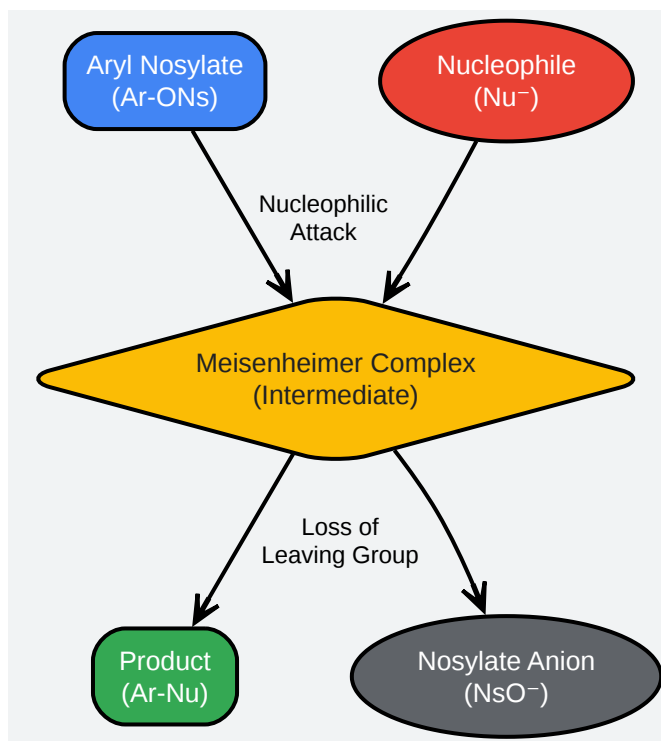 Aryl Nosylate
(Ar-ONs)
Nucleophile
(Nu⁻)
Nucleophilic
Attack
Meisenheimer Complex
(Intermediate)
Loss of
Leaving Group
Product
(Ar-Nu)
Nosylate Anion
(NsO⁻)